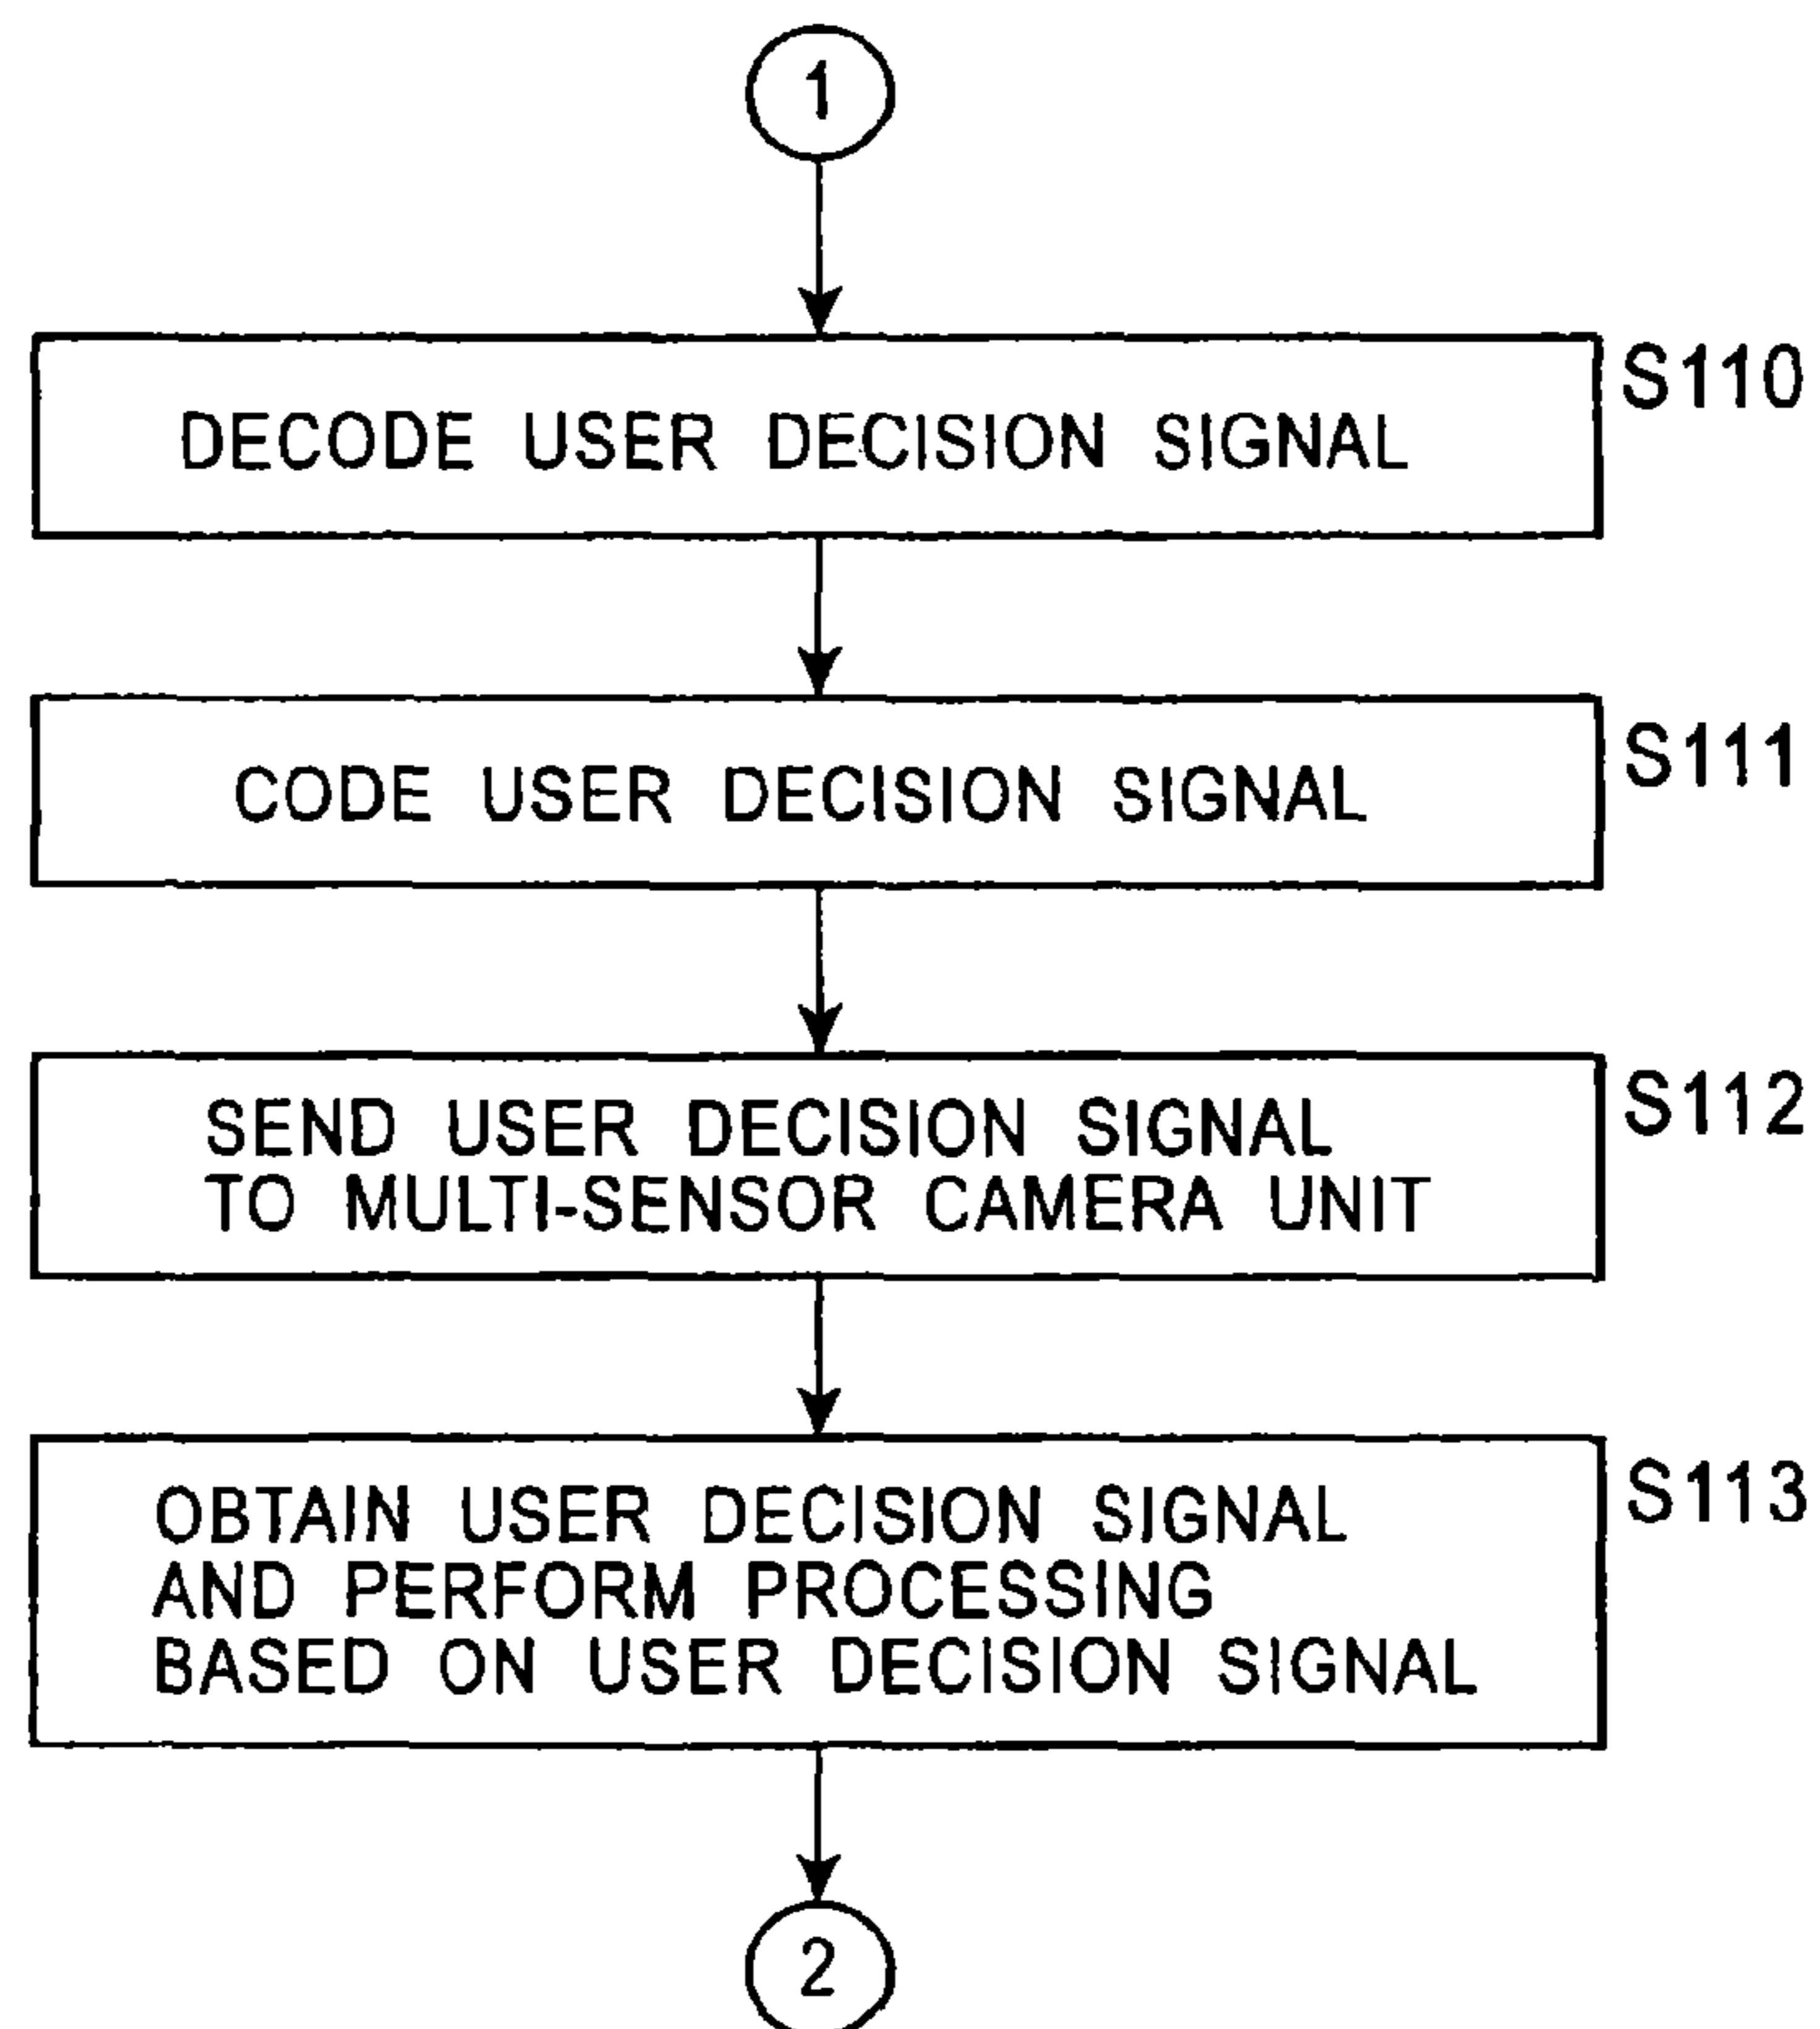 1
S110
DECODE USER DECISION SIGNAL
S111
CODE USER DECISION SIGNAL
S112
SEND USER DECISION SIGNAL
TO MULTI-SENSOR CAMERA UNIT
S113
OBTAIN USER DECISION SIGNAL
AND PERFORM PROCESSING
BASED ON USER DECISION SIGNAL
2